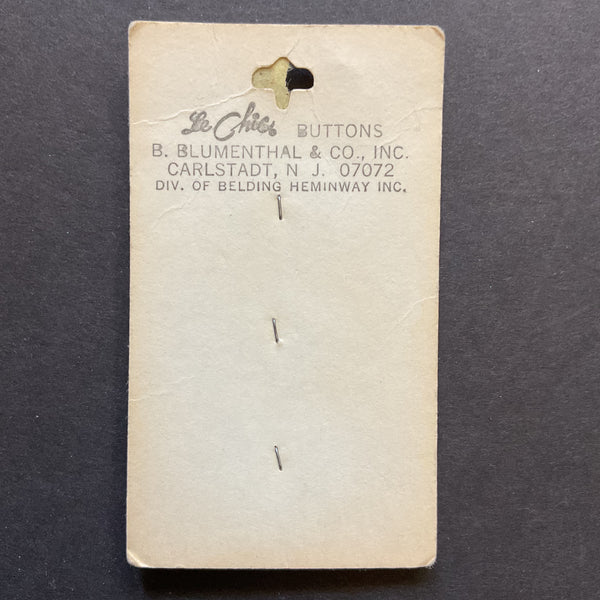 Le Chic BUTTONS
B. BLUMENTHAL & CO., INC.
CARLSTADT, N J. 07072
DIV. OF BELDING HEMINWAY INC.